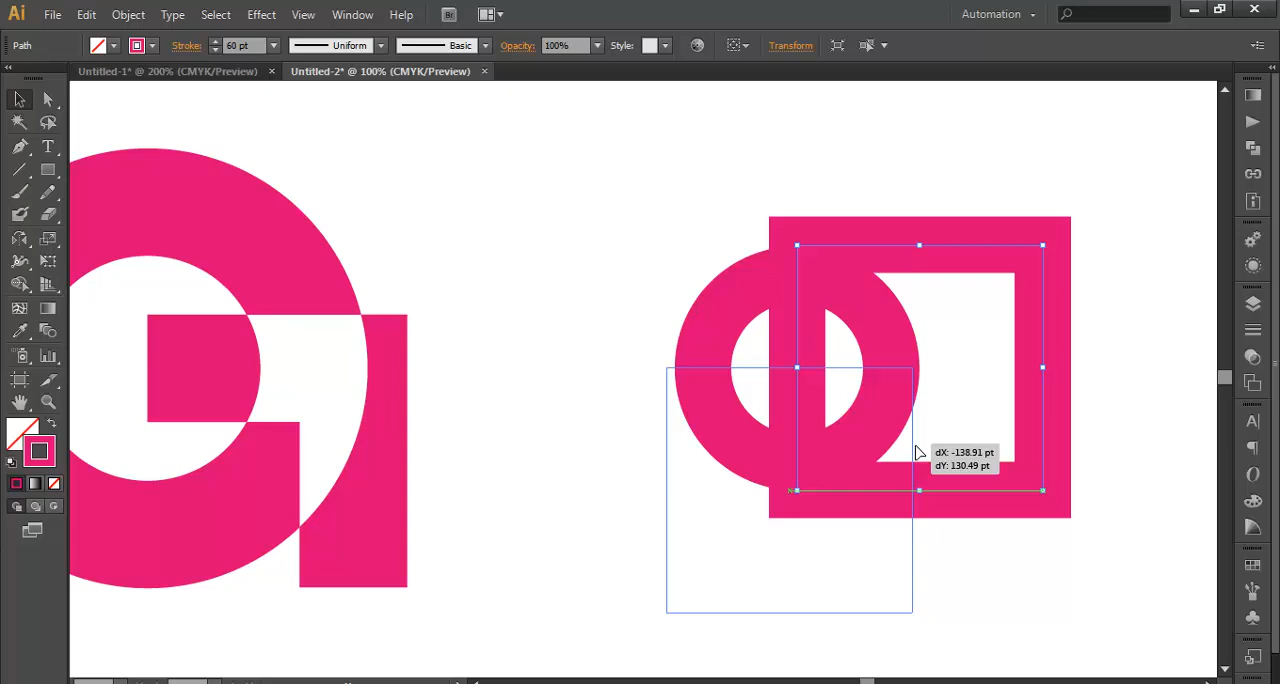 Ai File Edit Object Type Select Effect View Window Help Br Automation
Path Stroke: 60 pt Uniform Basic Opacity: 100% Style: Transform
Untitled-1* @ 200% (CMYK/Preview) × Untitled-2* @ 100% (CMYK/Preview) ×
dX: -138.91 pt
dY: 130.49 pt